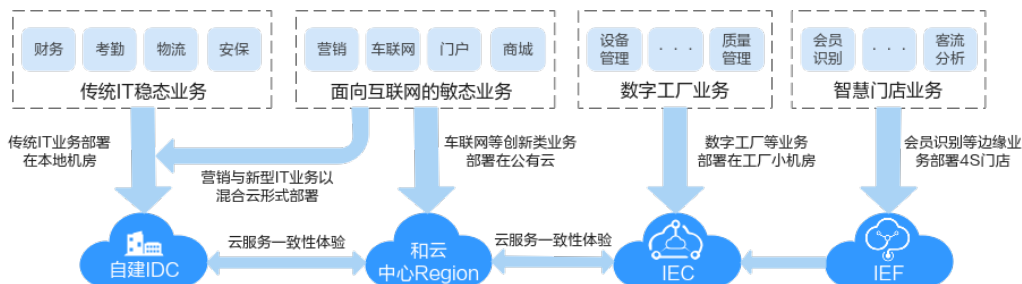 财务
考勤
物流
安保
传统IT稳态业务
营销
车联网
门户
商城
面向互联网的敏态业务
设备
管理
· · ·
质量
管理
数字工厂业务
会员
识别
· · ·
客流
分析
智慧门店业务
传统IT业务部署
在本地机房
营销与新型IT业务以
混合云形式部署
车联网等创新类业务
部署在公有云
数字工厂等业务
部署在工厂小机房
会员识别等边缘业
务部署4S门店
自建IDC
云服务一致性体验
和云
中心Region
云服务一致性体验
IEC
IEF